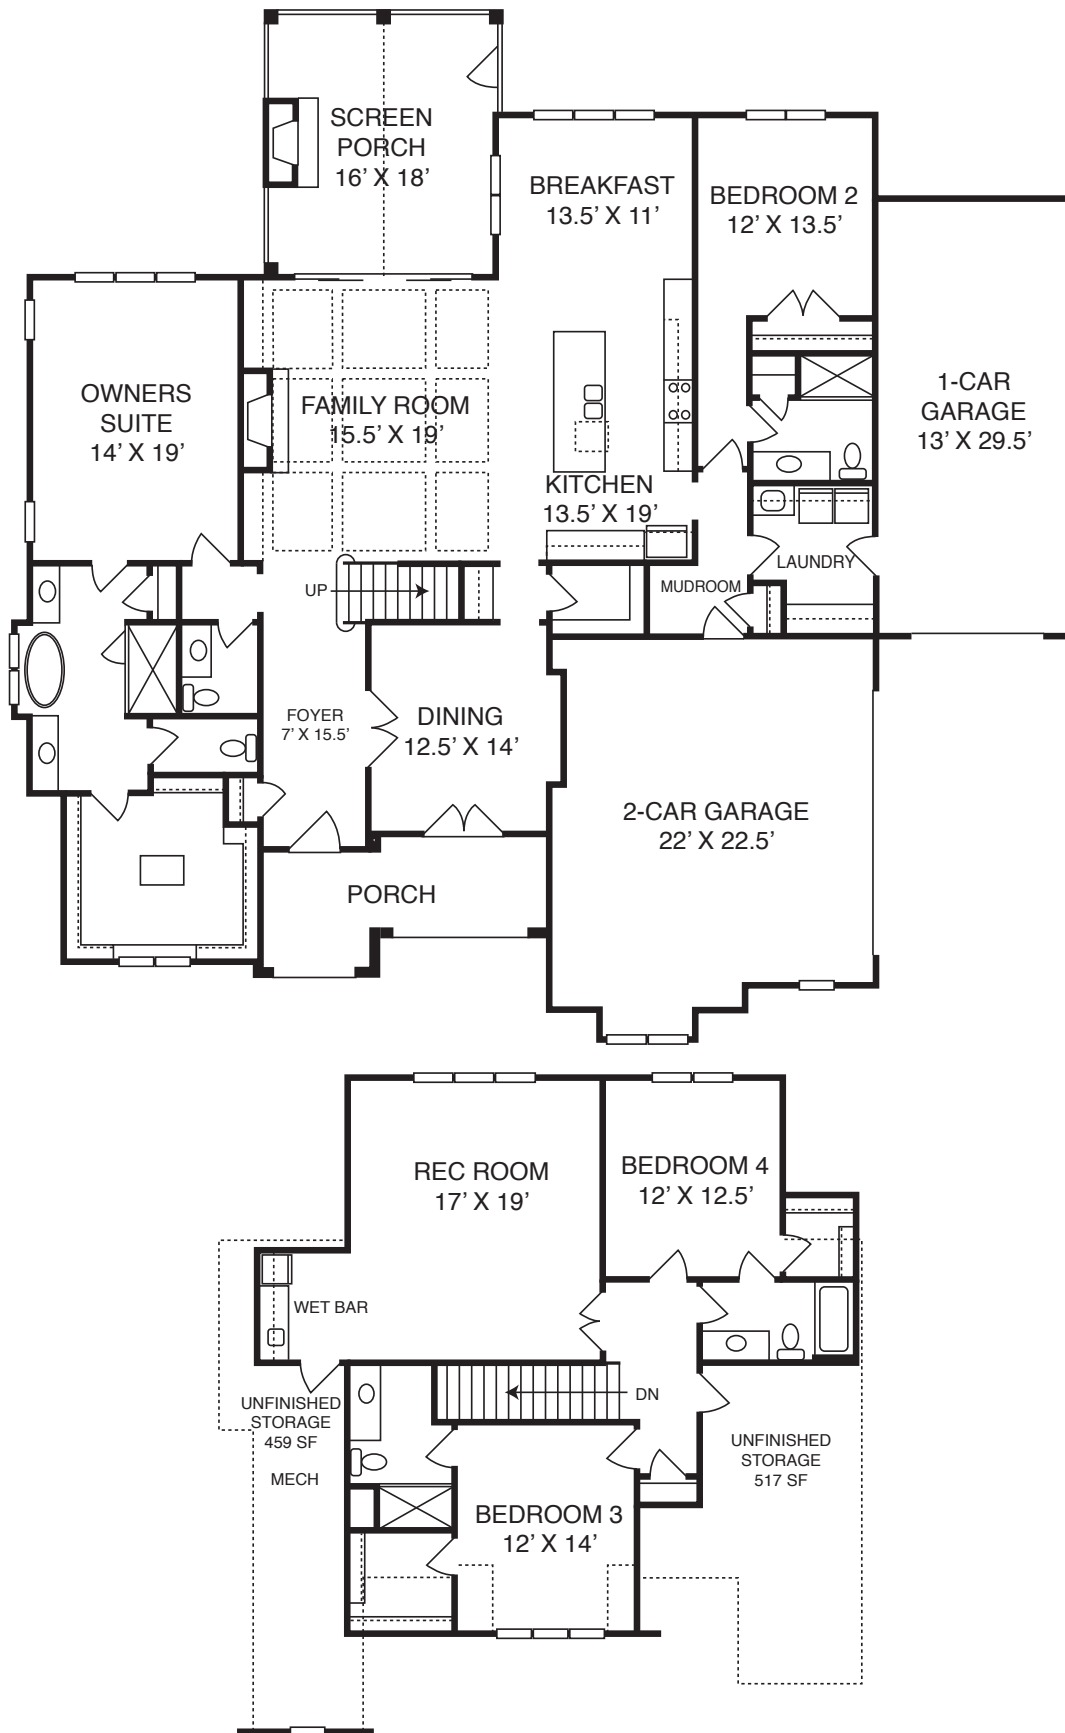 SCREEN
PORCH
16’ X 18’
BREAKFAST
13.5’ X 11’
BEDROOM 2
12’ X 13.5’
OWNERS
SUITE
14’ X 19’
FAMILY ROOM
15.5’ X 19’
1-CAR
GARAGE
13’ X 29.5’
KITCHEN
13.5’ X 19’
LAUNDRY
MUDROOM
UP
FOYER
7’ X 15.5’
DINING
12.5’ X 14’
2-CAR GARAGE
22’ X 22.5’
PORCH
REC ROOM
17’ X 19’
BEDROOM 4
12’ X 12.5’
WET BAR
DN
UNFINISHED
STORAGE
459 SF
MECH
UNFINISHED
STORAGE
517 SF
BEDROOM 3
12’ X 14’